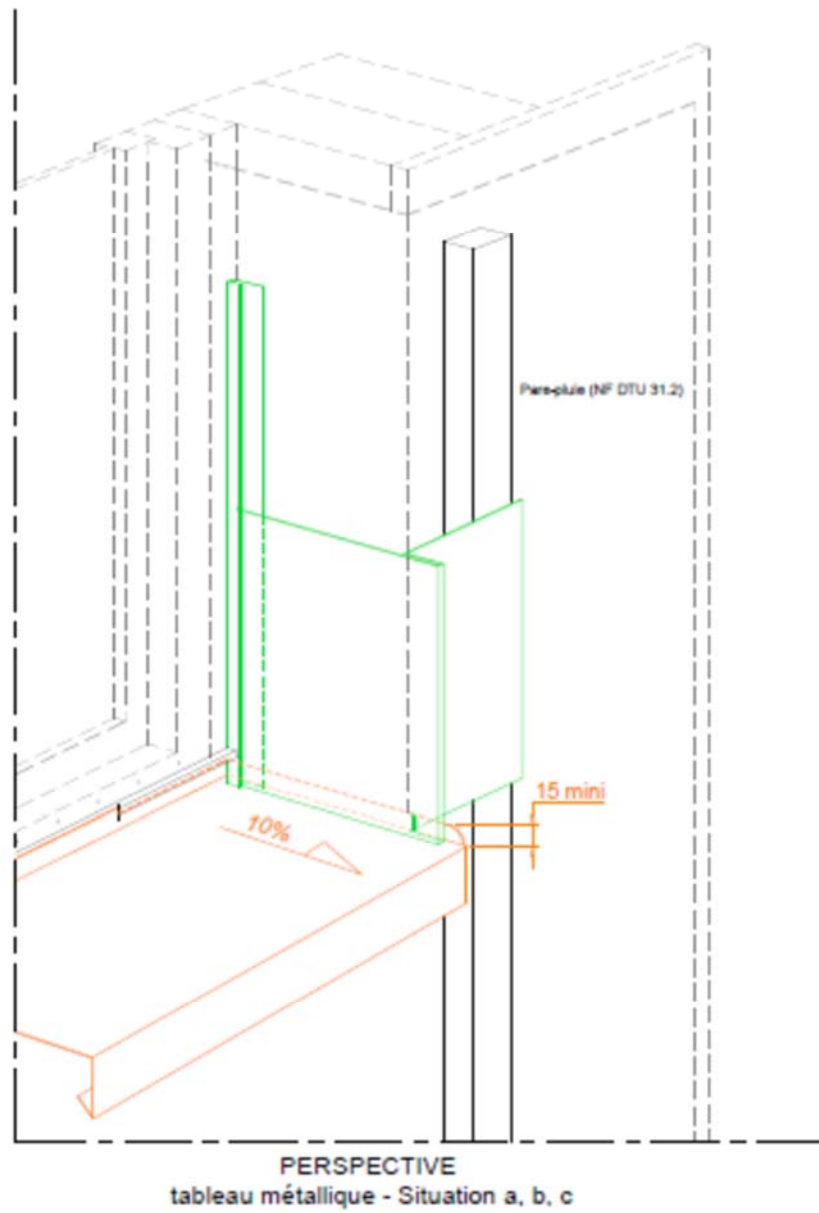 Pare-pluie (NF DTU 31.2)
15 mini
10%
PERSPECTIVE
tableau métallique - Situation a, b, c